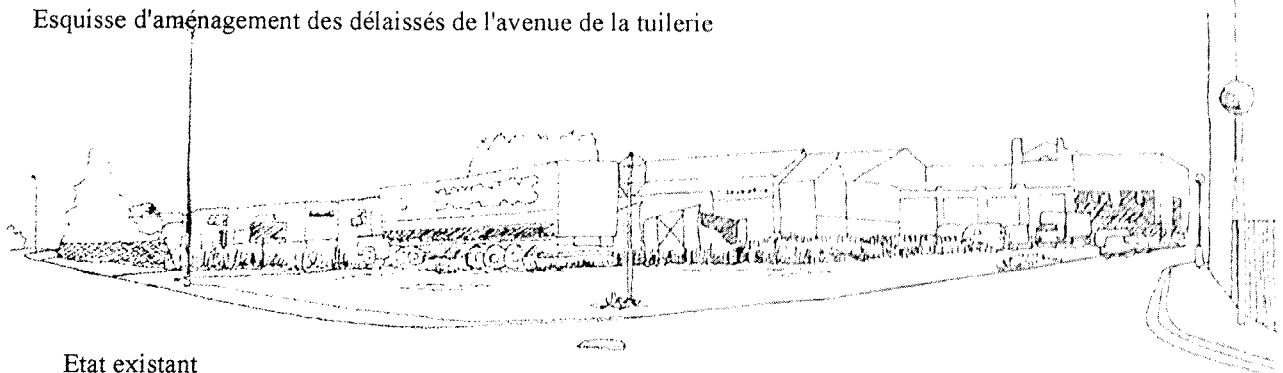 Esquisse d'aménagement des délaissés de l'avenue de la tuilerie
Etat existant